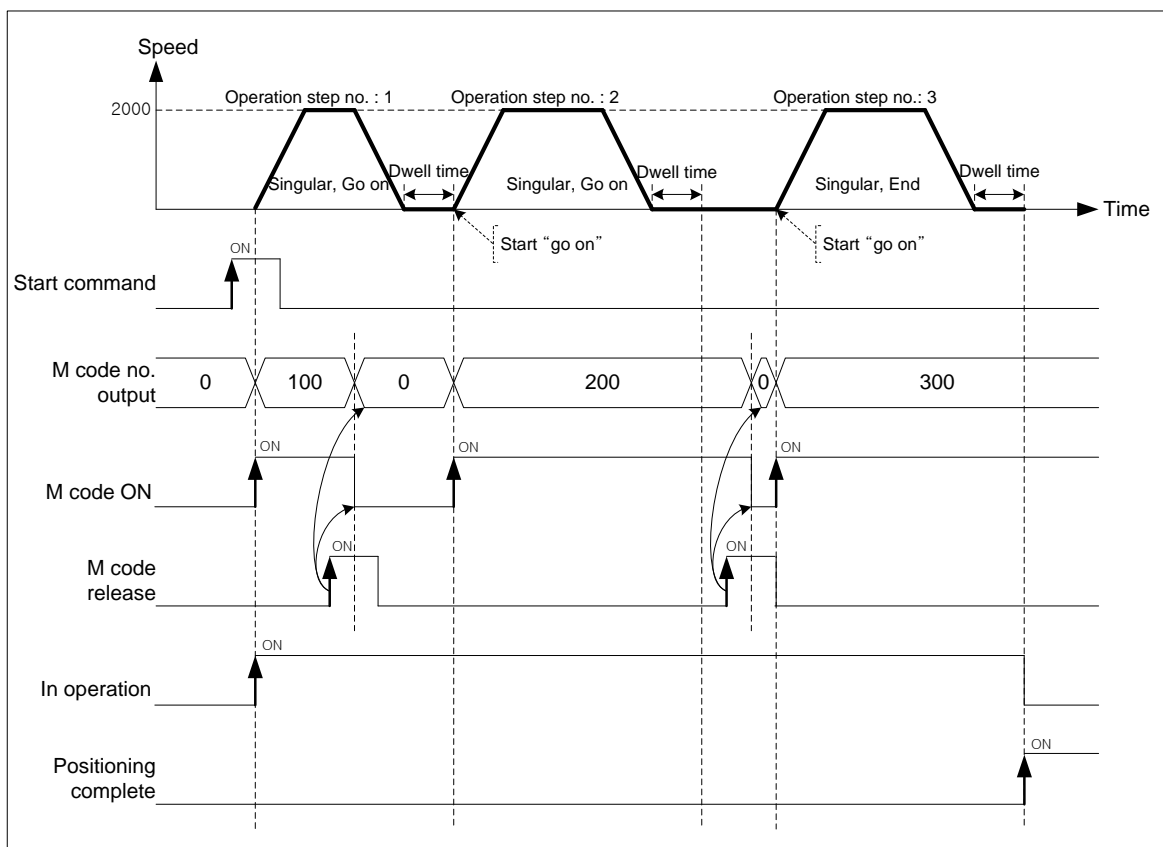 Speed
2000
Operation step no. : 1
Operation step no. : 2
Operation step no.: 3
Dwell time
Dwell time
Dwell time
Singular, Go on
Singular, Go on
Singular, End
Time
Start “go on”
Start “go on”
ON
Start command
M code no.
output
0
100
0
200
0
300
ON
ON
ON
M code ON
ON
ON
M code
release
ON
In operation
ON
Positioning
complete